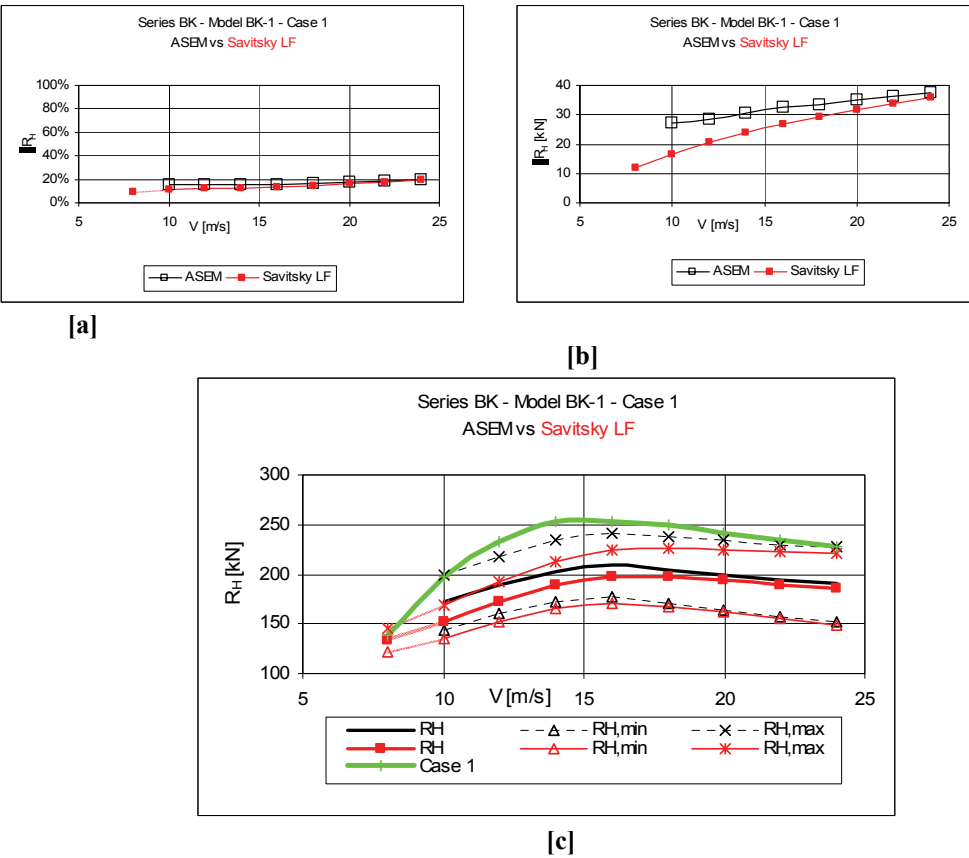 Series BK - Model BK-1 - Case 1
ASEM vs Savitsky LF
100%
80%
60%
40%
20%
0%
R_H
5
10
15
20
25
V [m/s]
ASEM
Savitsky LF
[a]
Series BK - Model BK-1 - Case 1
ASEM vs Savitsky LF
40
30
20
10
0
R_H [kN]
5
10
15
20
25
V [m/s]
ASEM
Savitsky LF
[b]
Series BK - Model BK-1 - Case 1
ASEM vs Savitsky LF
300
250
200
150
100
R_H [kN]
5
10
15
20
25
V [m/s]
RH
RH,min
RH,max
RH
RH,min
RH,max
Case 1
[c]